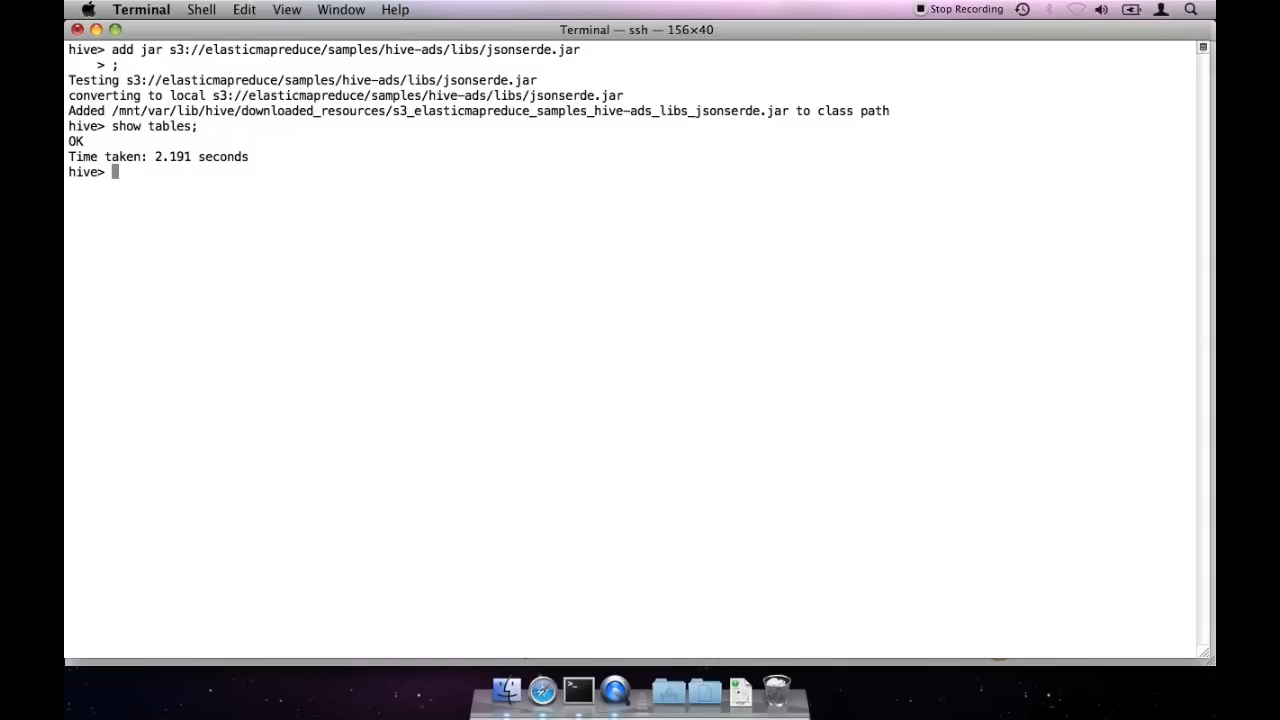 Terminal Shell Edit View Window Help Stop Recording
Terminal — ssh — 156×40
hive> add jar s3://elasticmapreduce/samples/hive-ads/libs/jsonserde.jar
> ;
Testing s3://elasticmapreduce/samples/hive-ads/libs/jsonserde.jar
converting to local s3://elasticmapreduce/samples/hive-ads/libs/jsonserde.jar
Added /mnt/var/lib/hive/downloaded_resources/s3_elasticmapreduce_samples_hive-ads_libs_jsonserde.jar to class path
hive> show tables;
OK
Time taken: 2.191 seconds
hive>